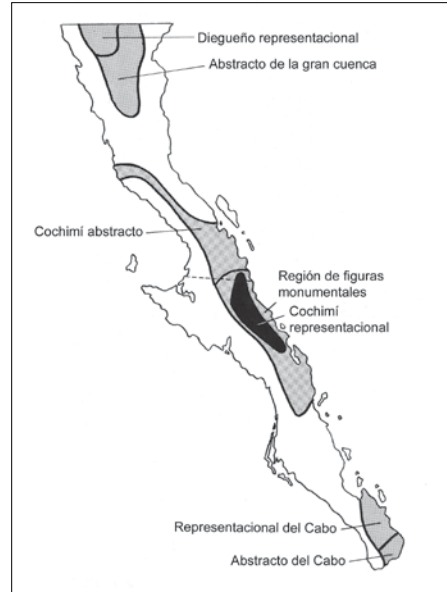 Diegueño representacional
Abstracto de la gran cuenca
Cochimí abstracto
Región de figuras
monumentales
Cochimí
representacional
Representacional del Cabo
Abstracto del Cabo